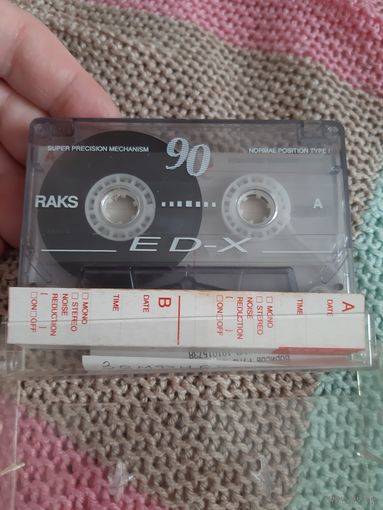 SUPER PRECISION MECHANISM
90
NORMAL POSITION TYPE I
RAKS
A
ED-X
A
DATE
TIME
NOISE REDUCTION ( )
□ON □OFF
□ MONO
□ STEREO
B
DATE
TIME
NOISE REDUCTION ( )
□ON □OFF
□ MONO
□ STEREO